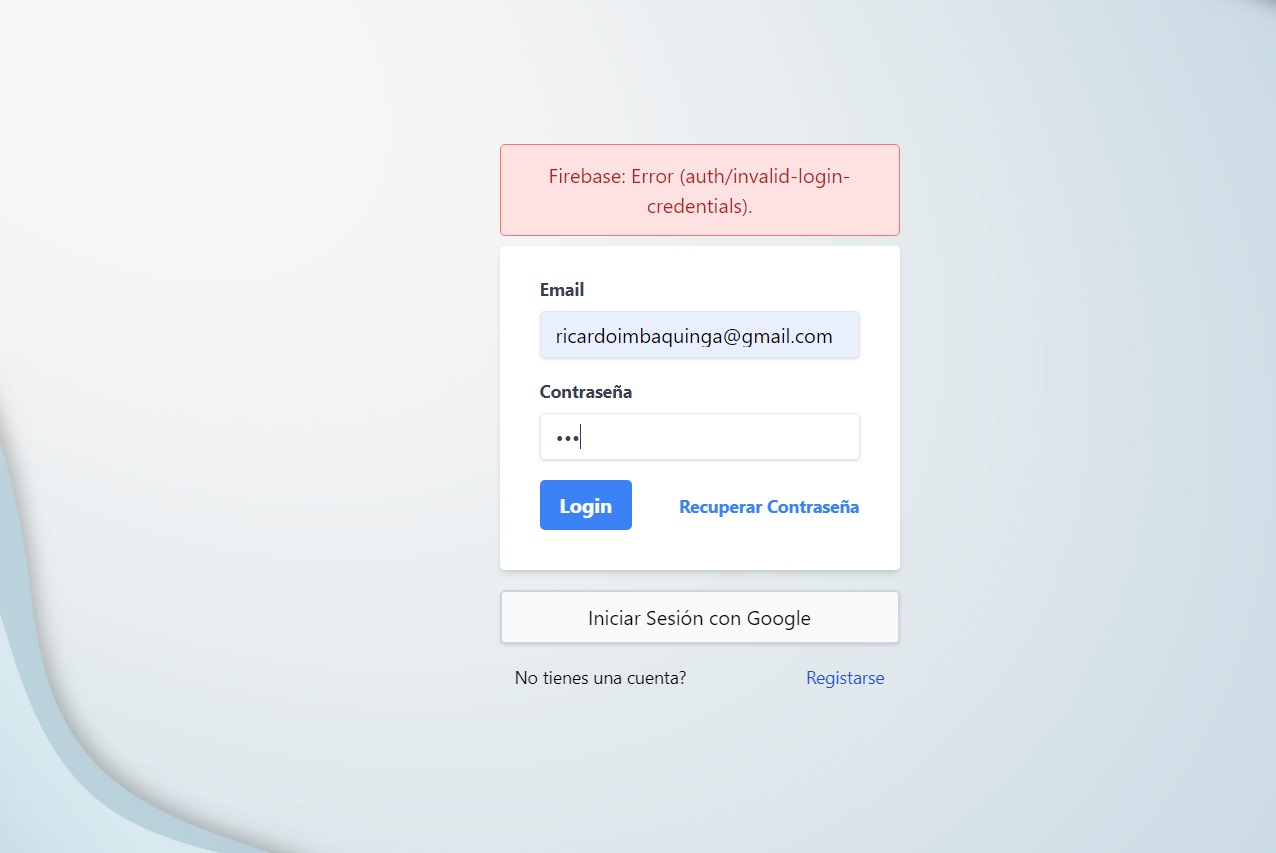 Firebase: Error (auth/invalid-login-
credentials).
Email
ricardoimbaquinga@gmail.com
Contraseña
•••
Login
Recuperar Contraseña
Iniciar Sesión con Google
No tienes una cuenta?
Registarse